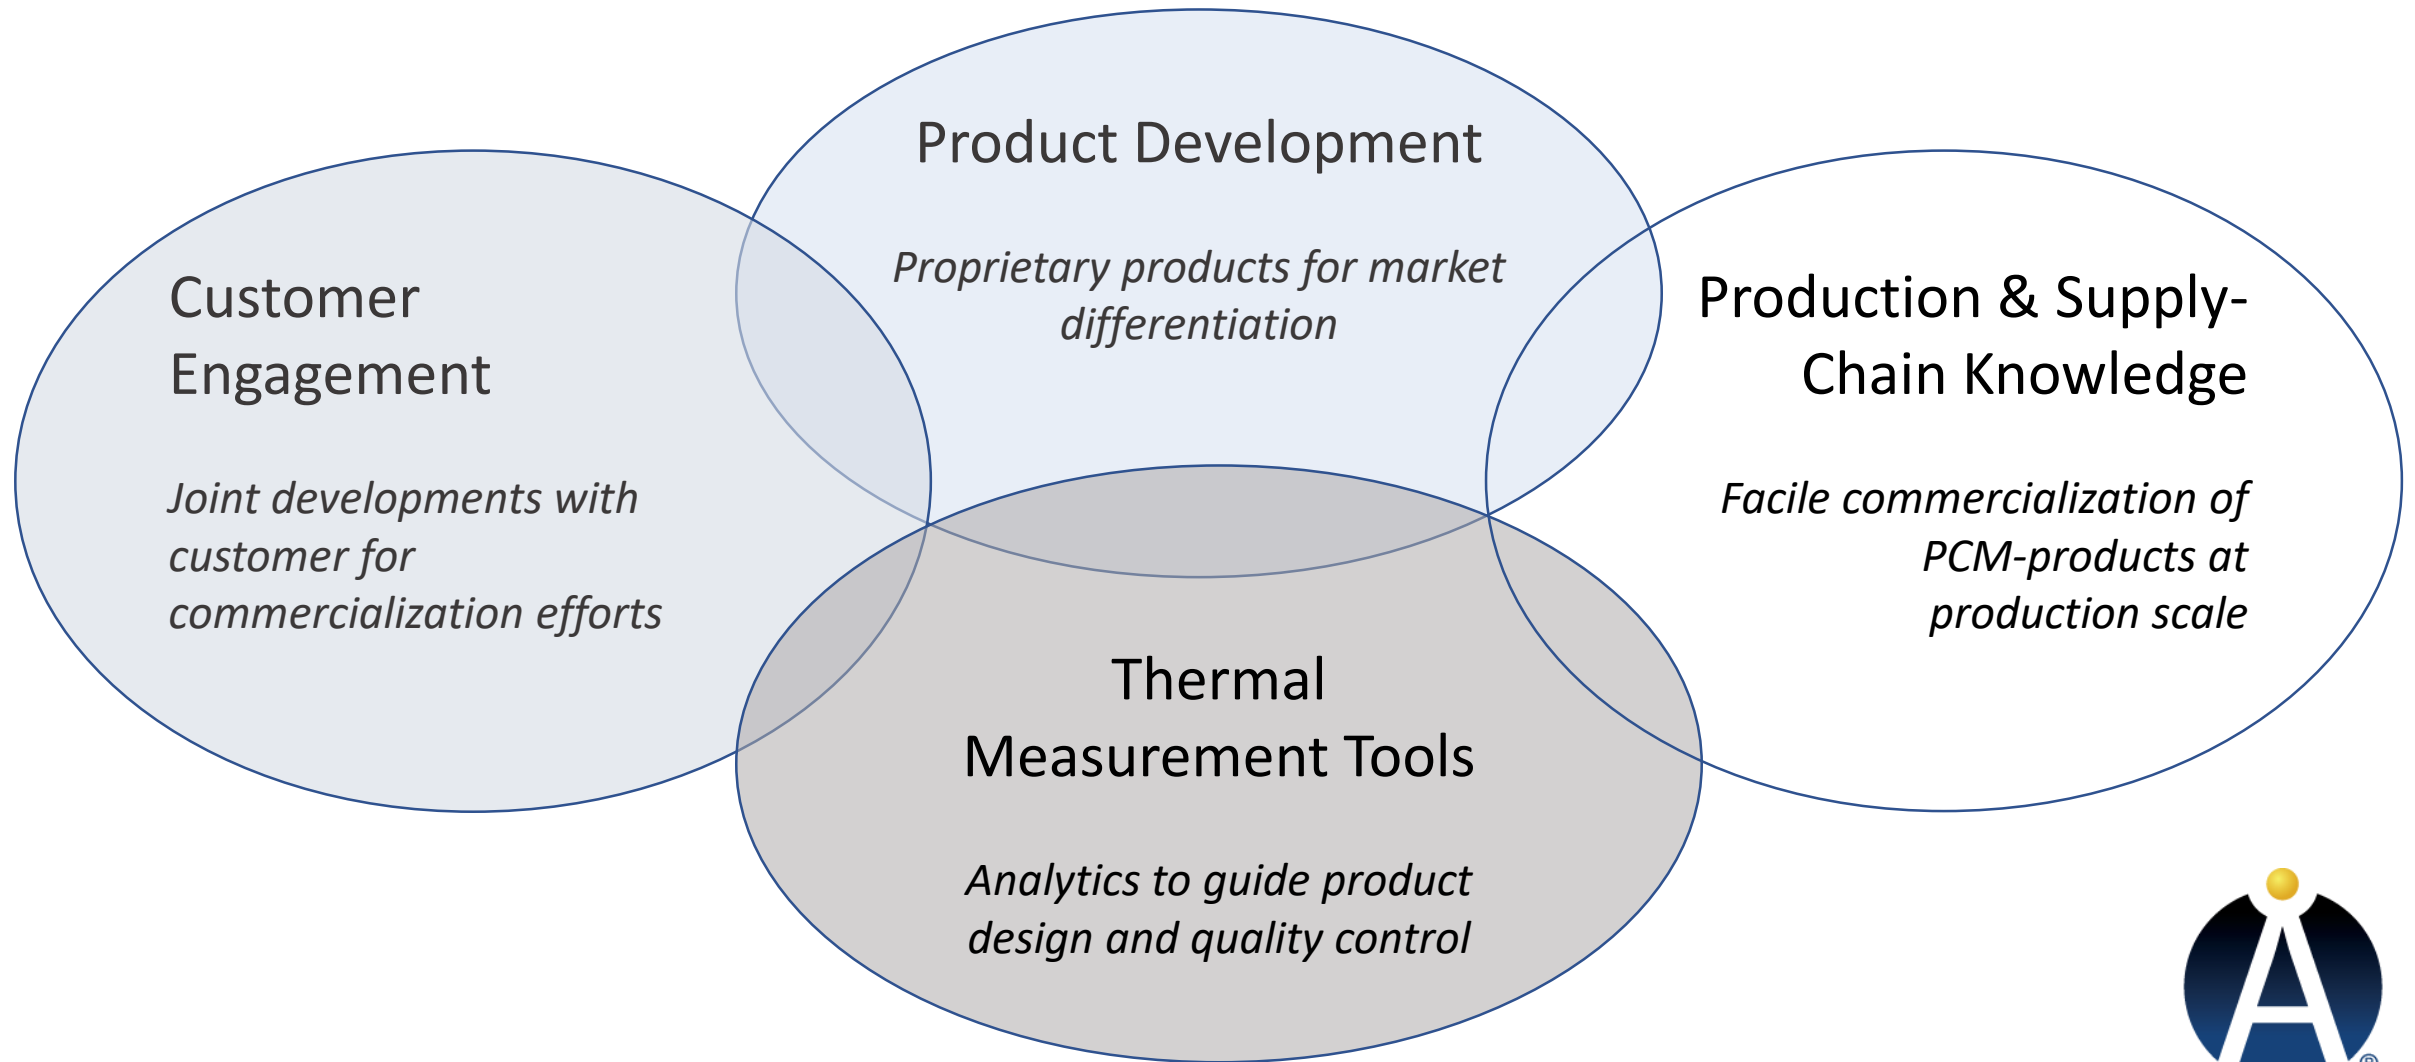 Product Development
Proprietary products for market
differentiation
Customer
Engagement
Joint developments with
customer for
commercialization efforts
Production & Supply-
Chain Knowledge
Facile commercialization of
PCM-products at
production scale
Thermal
Measurement Tools
Analytics to guide product
design and quality control
Å
®